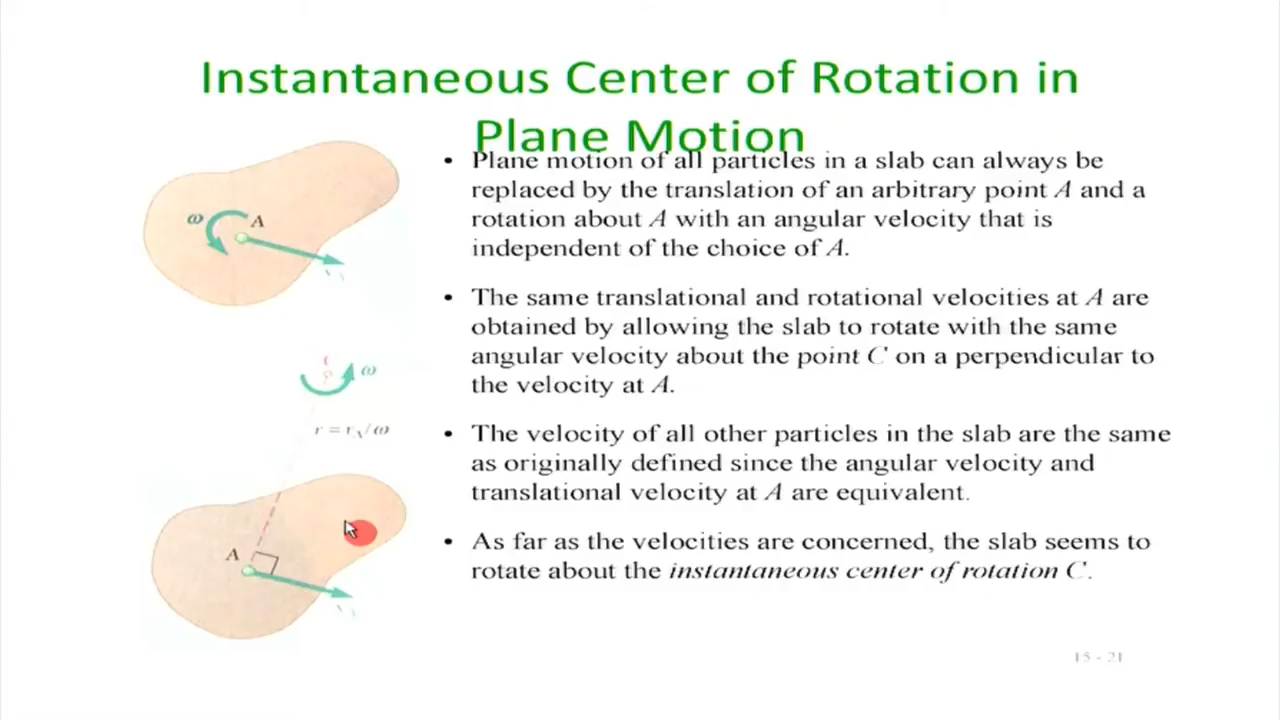 Instantaneous Center of Rotation in
Plane Motion
• Plane motion of all particles in a slab can always be
replaced by the translation of an arbitrary point A and a
rotation about A with an angular velocity that is
independent of the choice of A.
• The same translational and rotational velocities at A are
obtained by allowing the slab to rotate with the same
angular velocity about the point C on a perpendicular to
the velocity at A.
• The velocity of all other particles in the slab are the same
as originally defined since the angular velocity and
translational velocity at A are equivalent.
• As far as the velocities are concerned, the slab seems to
rotate about the instantaneous center of rotation C.
ω
A
ω
A
15 - 21